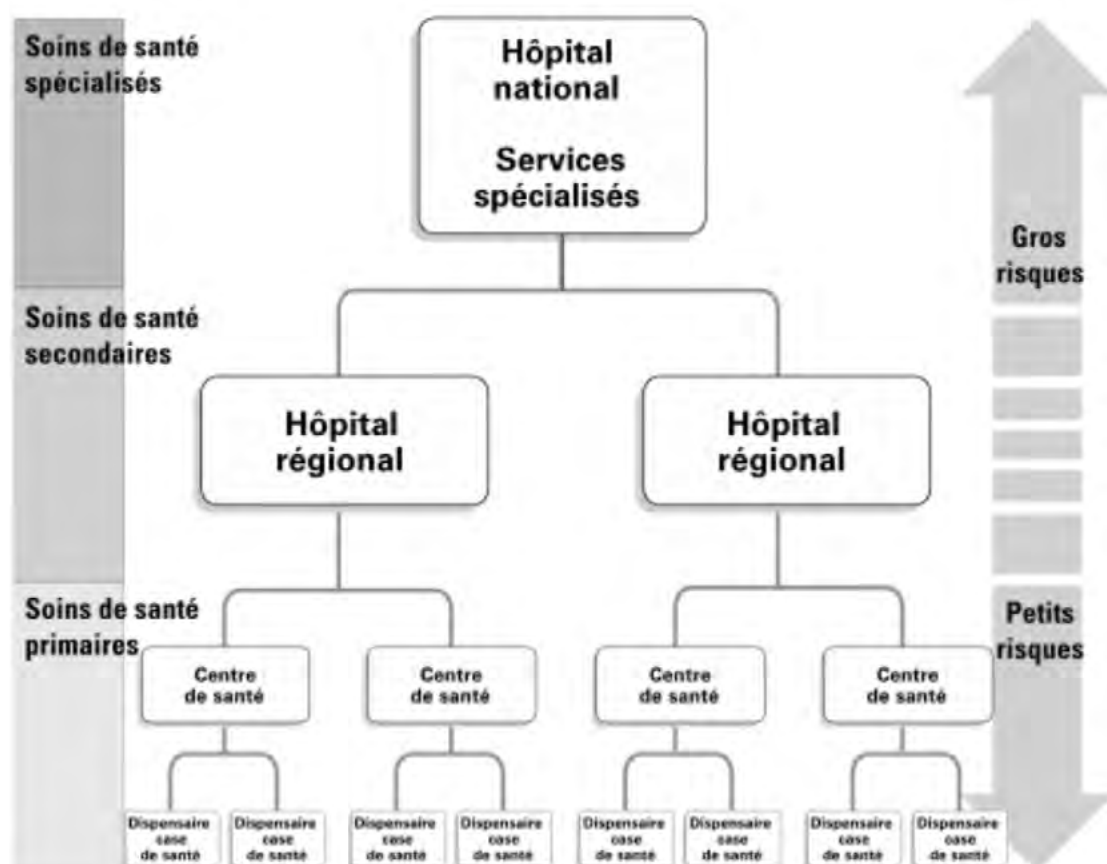 Soins de santé
spécialisés
Hôpital
national
Services
spécialisés
Gros
risques
Soins de santé
secondaires
Hôpital
régional
Hôpital
régional
Soins de santé
primaires
Petits
risques
Centre
de santé
Centre
de santé
Centre
de santé
Centre
de santé
Dispensaire
case
de santé
Dispensaire
case
de santé
Dispensaire
case
de santé
Dispensaire
case
de santé
Dispensaire
case
de santé
Dispensaire
case
de santé
Dispensaire
case
de santé
Dispensaire
case
de santé